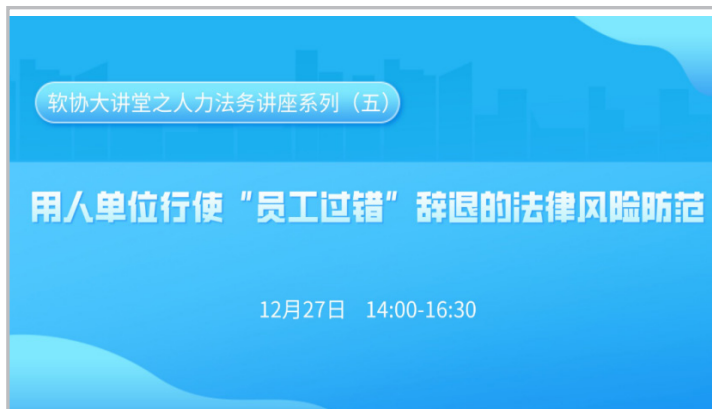 软协大讲堂之人力法务讲座系列（五）
用人单位行使“员工过错”辞退的法律风险防范
12月27日 14:00-16:30